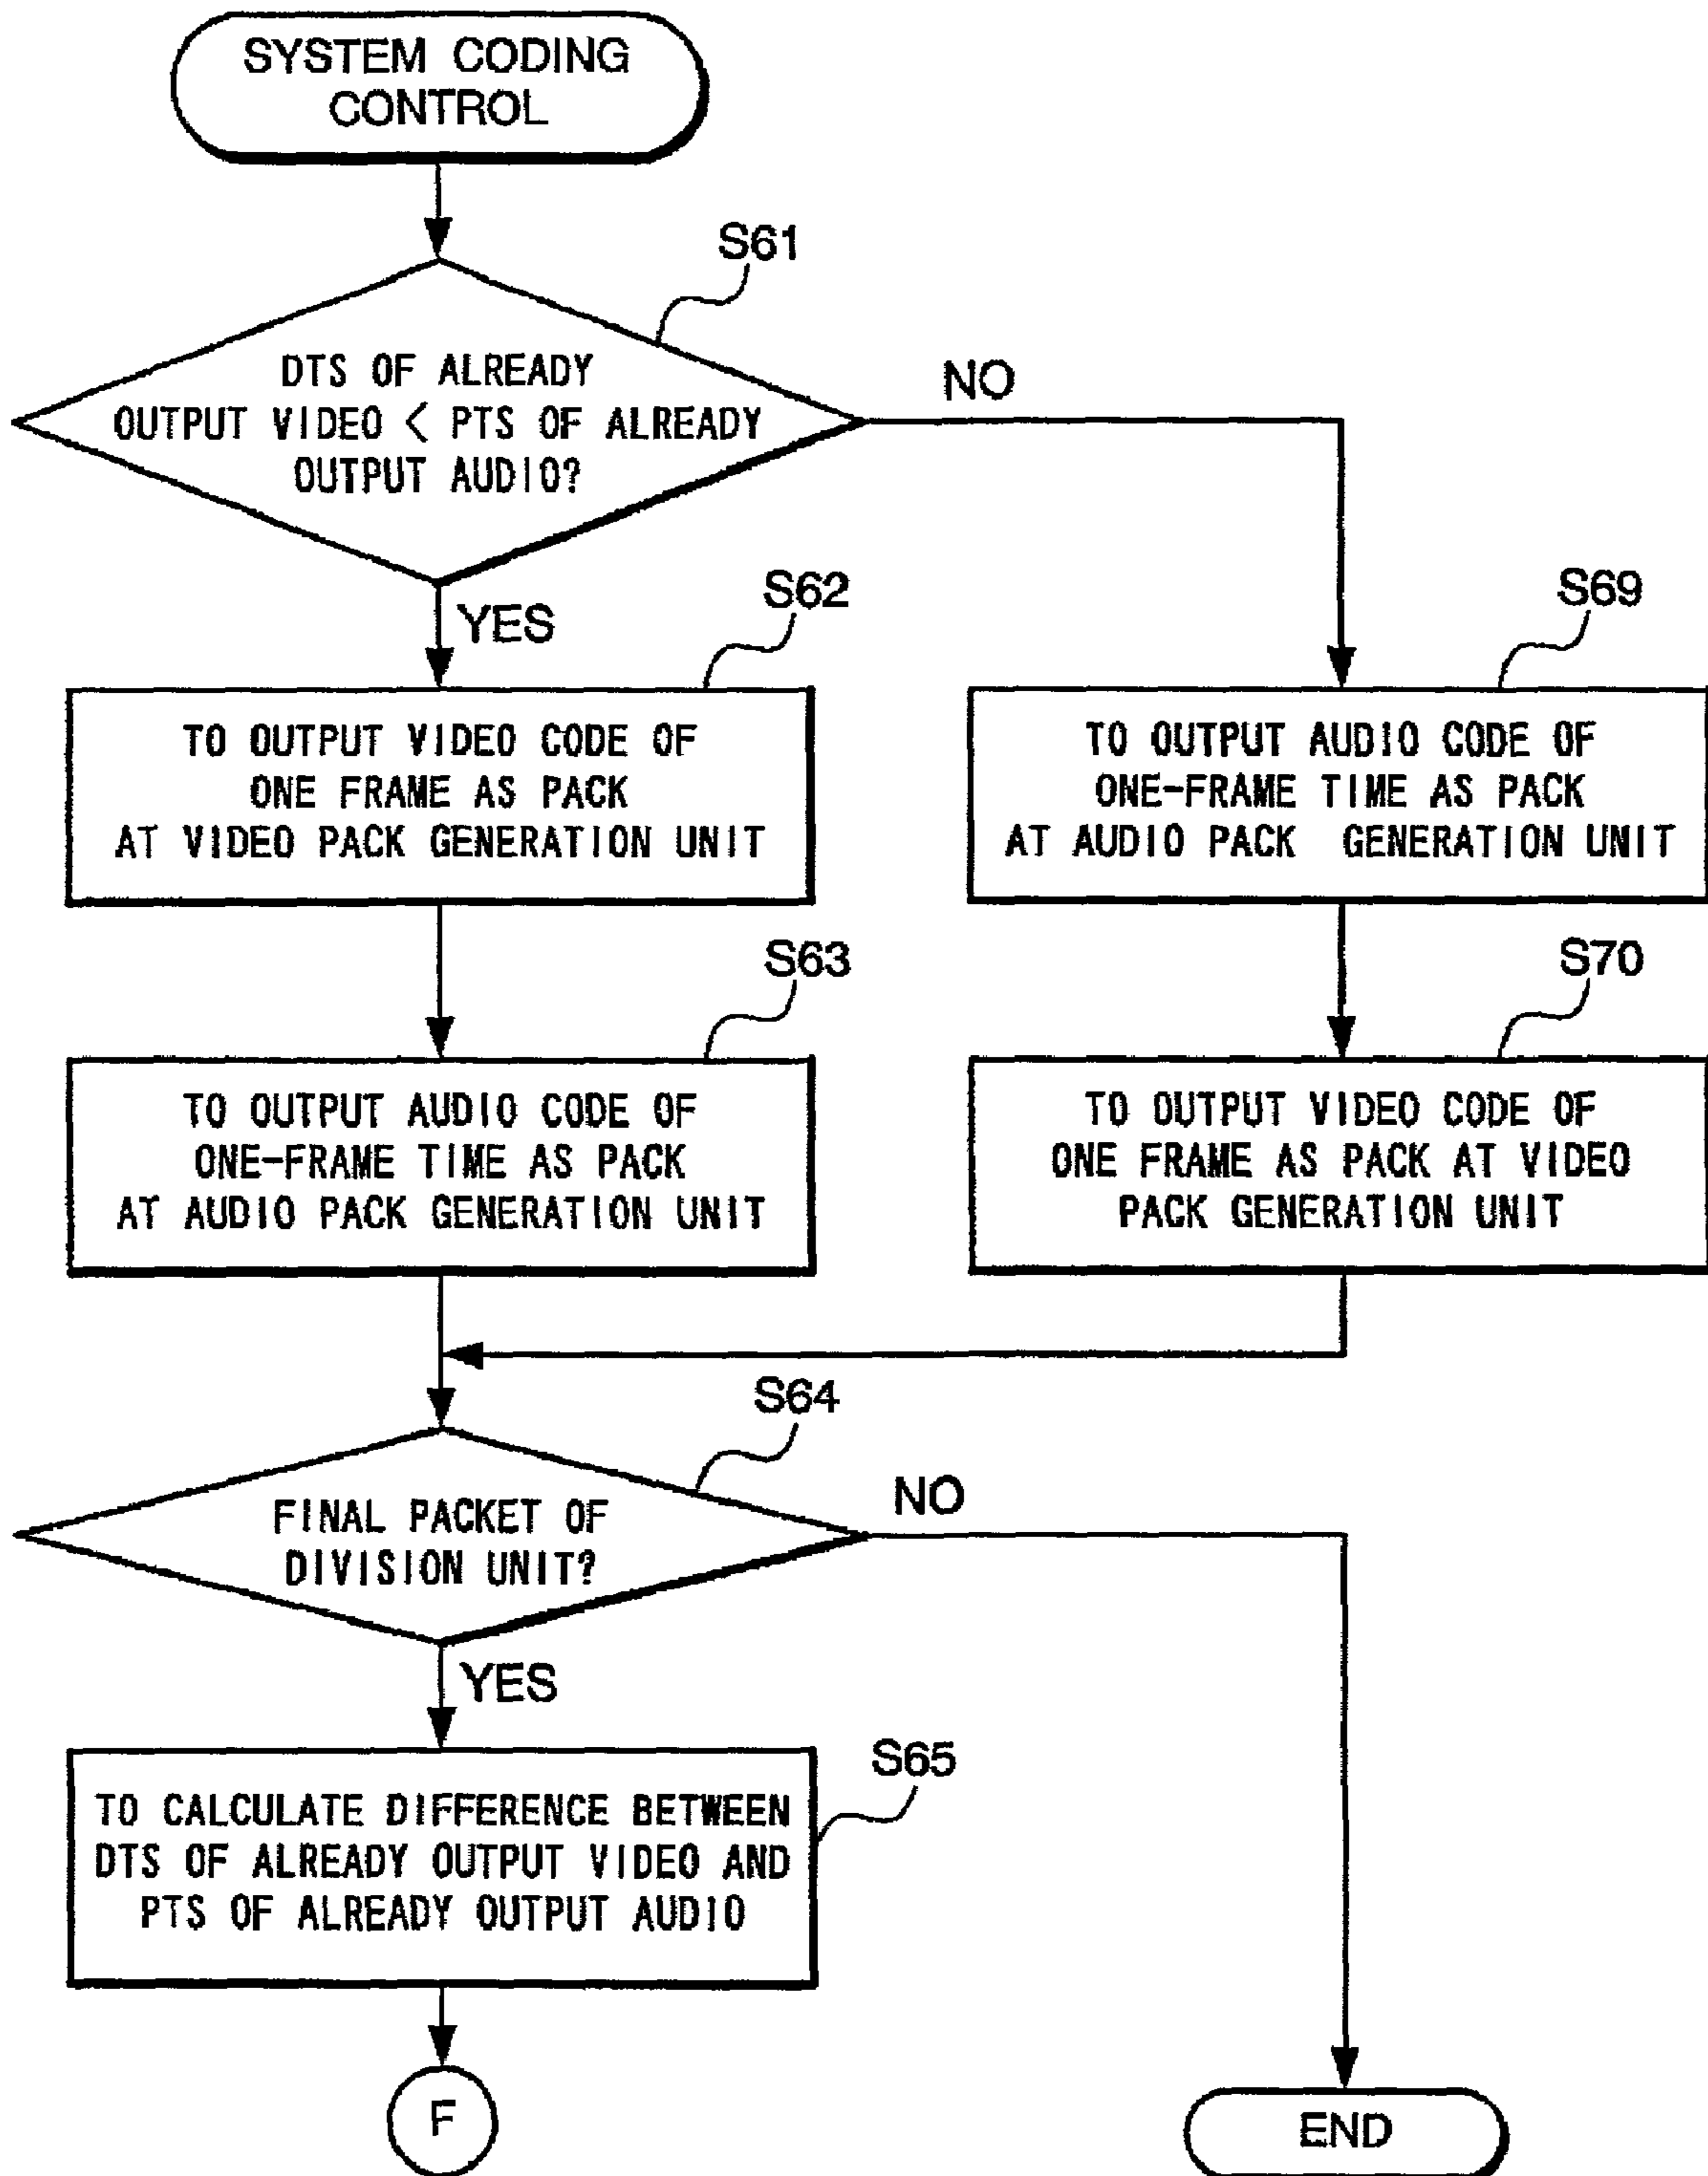 SYSTEM CODING
CONTROL
S61
DTS OF ALREADY
OUTPUT VIDEO < PTS OF ALREADY
OUTPUT AUDIO?
NO
YES
S62
TO OUTPUT VIDEO CODE OF
ONE FRAME AS PACK
AT VIDEO PACK GENERATION UNIT
S69
TO OUTPUT AUDIO CODE OF
ONE-FRAME TIME AS PACK
AT AUDIO PACK GENERATION UNIT
S63
TO OUTPUT AUDIO CODE OF
ONE-FRAME TIME AS PACK
AT AUDIO PACK GENERATION UNIT
S70
TO OUTPUT VIDEO CODE OF
ONE FRAME AS PACK AT VIDEO
PACK GENERATION UNIT
S64
FINAL PACKET OF
DIVISION UNIT?
NO
YES
S65
TO CALCULATE DIFFERENCE BETWEEN
DTS OF ALREADY OUTPUT VIDEO AND
PTS OF ALREADY OUTPUT AUDIO
F
END